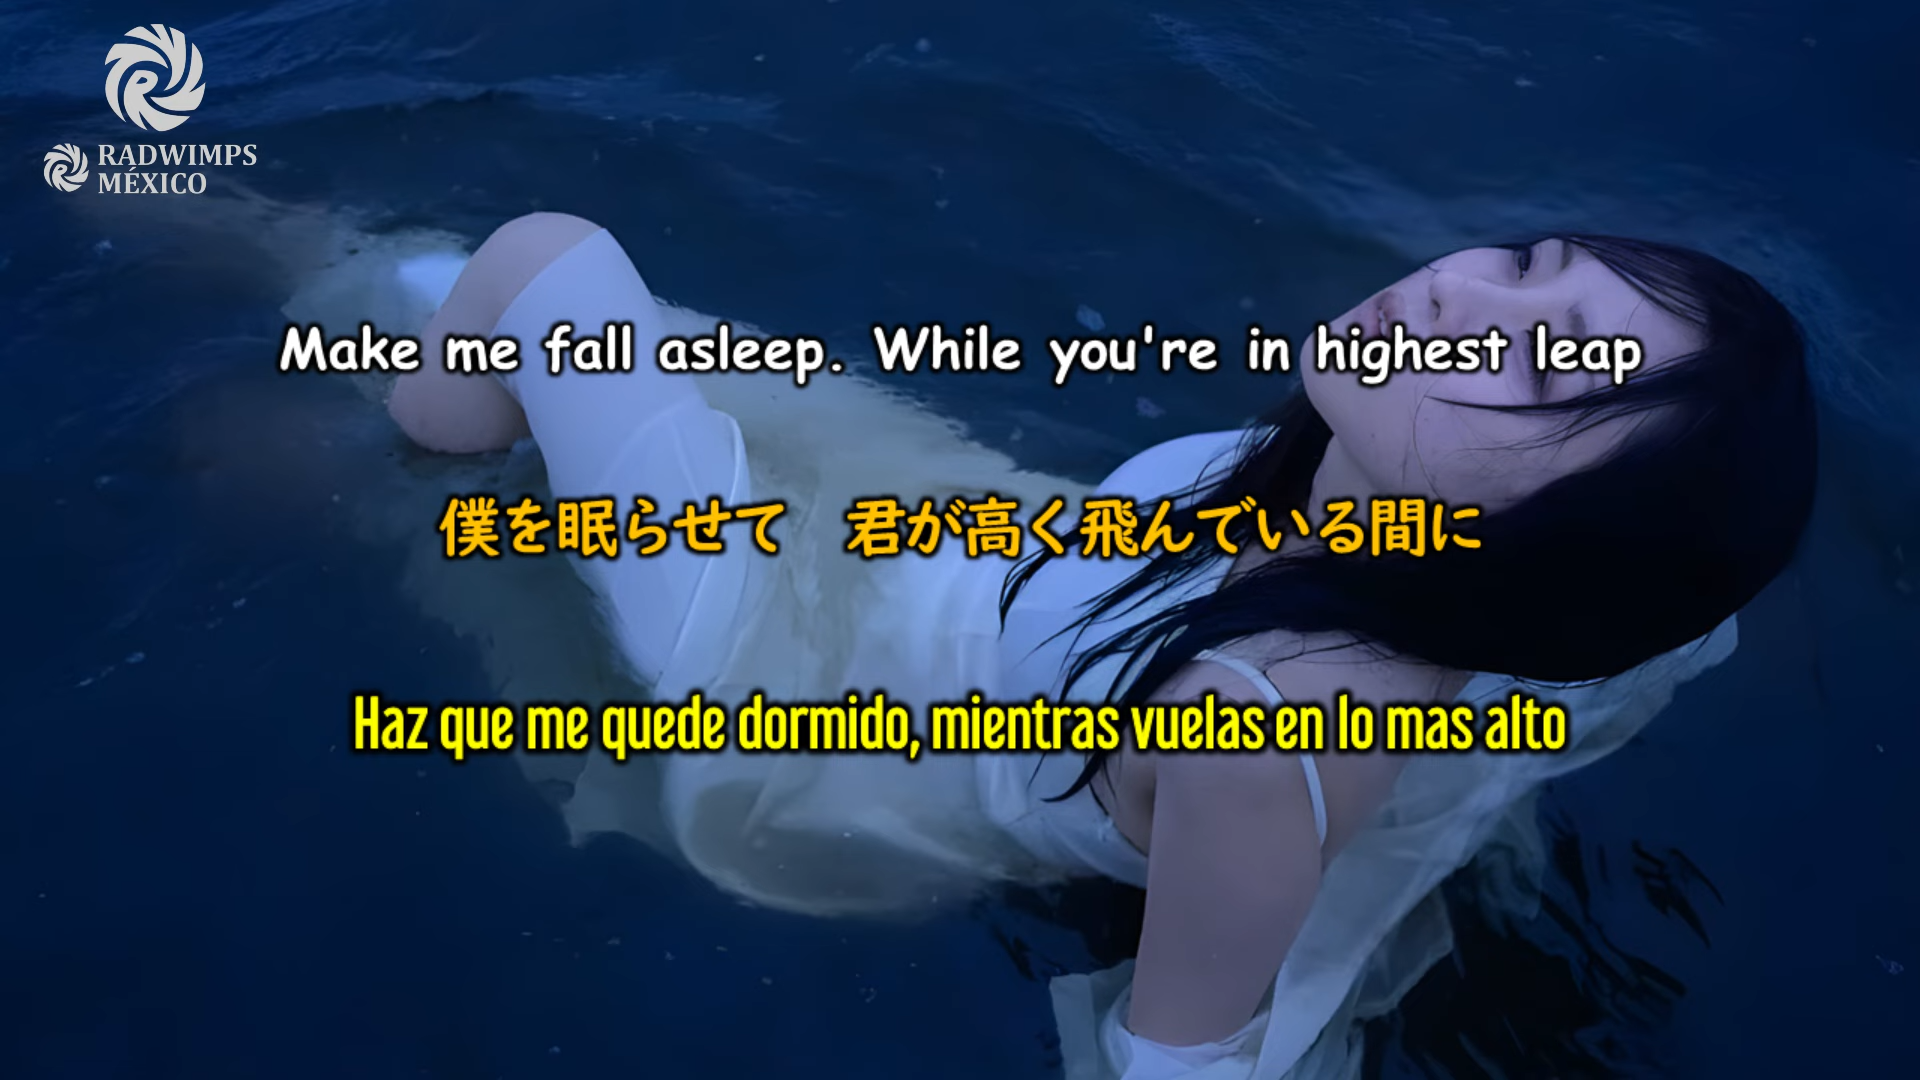 RADWIMPS
MÉXICO
Make me fall asleep. While you're in highest leap
僕を眠らせて　君が高く飛んでいる間に
Haz que me quede dormido, mientras vuelas en lo mas alto